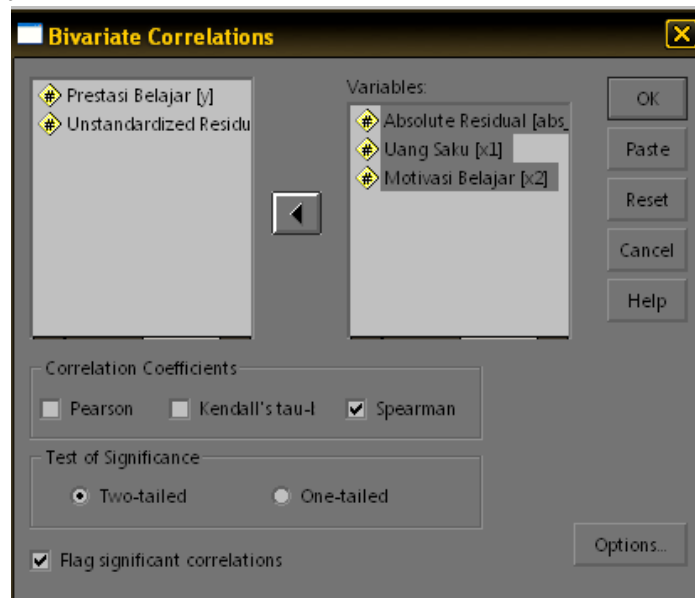 Bivariate Correlations
Prestasi Belajar [y]
Unstandardized Residu
Variables:
Absolute Residual [abs_
Uang Saku [x1]
Motivasi Belajar [x2]
OK
Paste
Reset
Cancel
Help
Correlation Coefficients
Pearson Kendall's tau-b Spearman
Test of Significance
Two-tailed One-tailed
Flag significant correlations
Options...